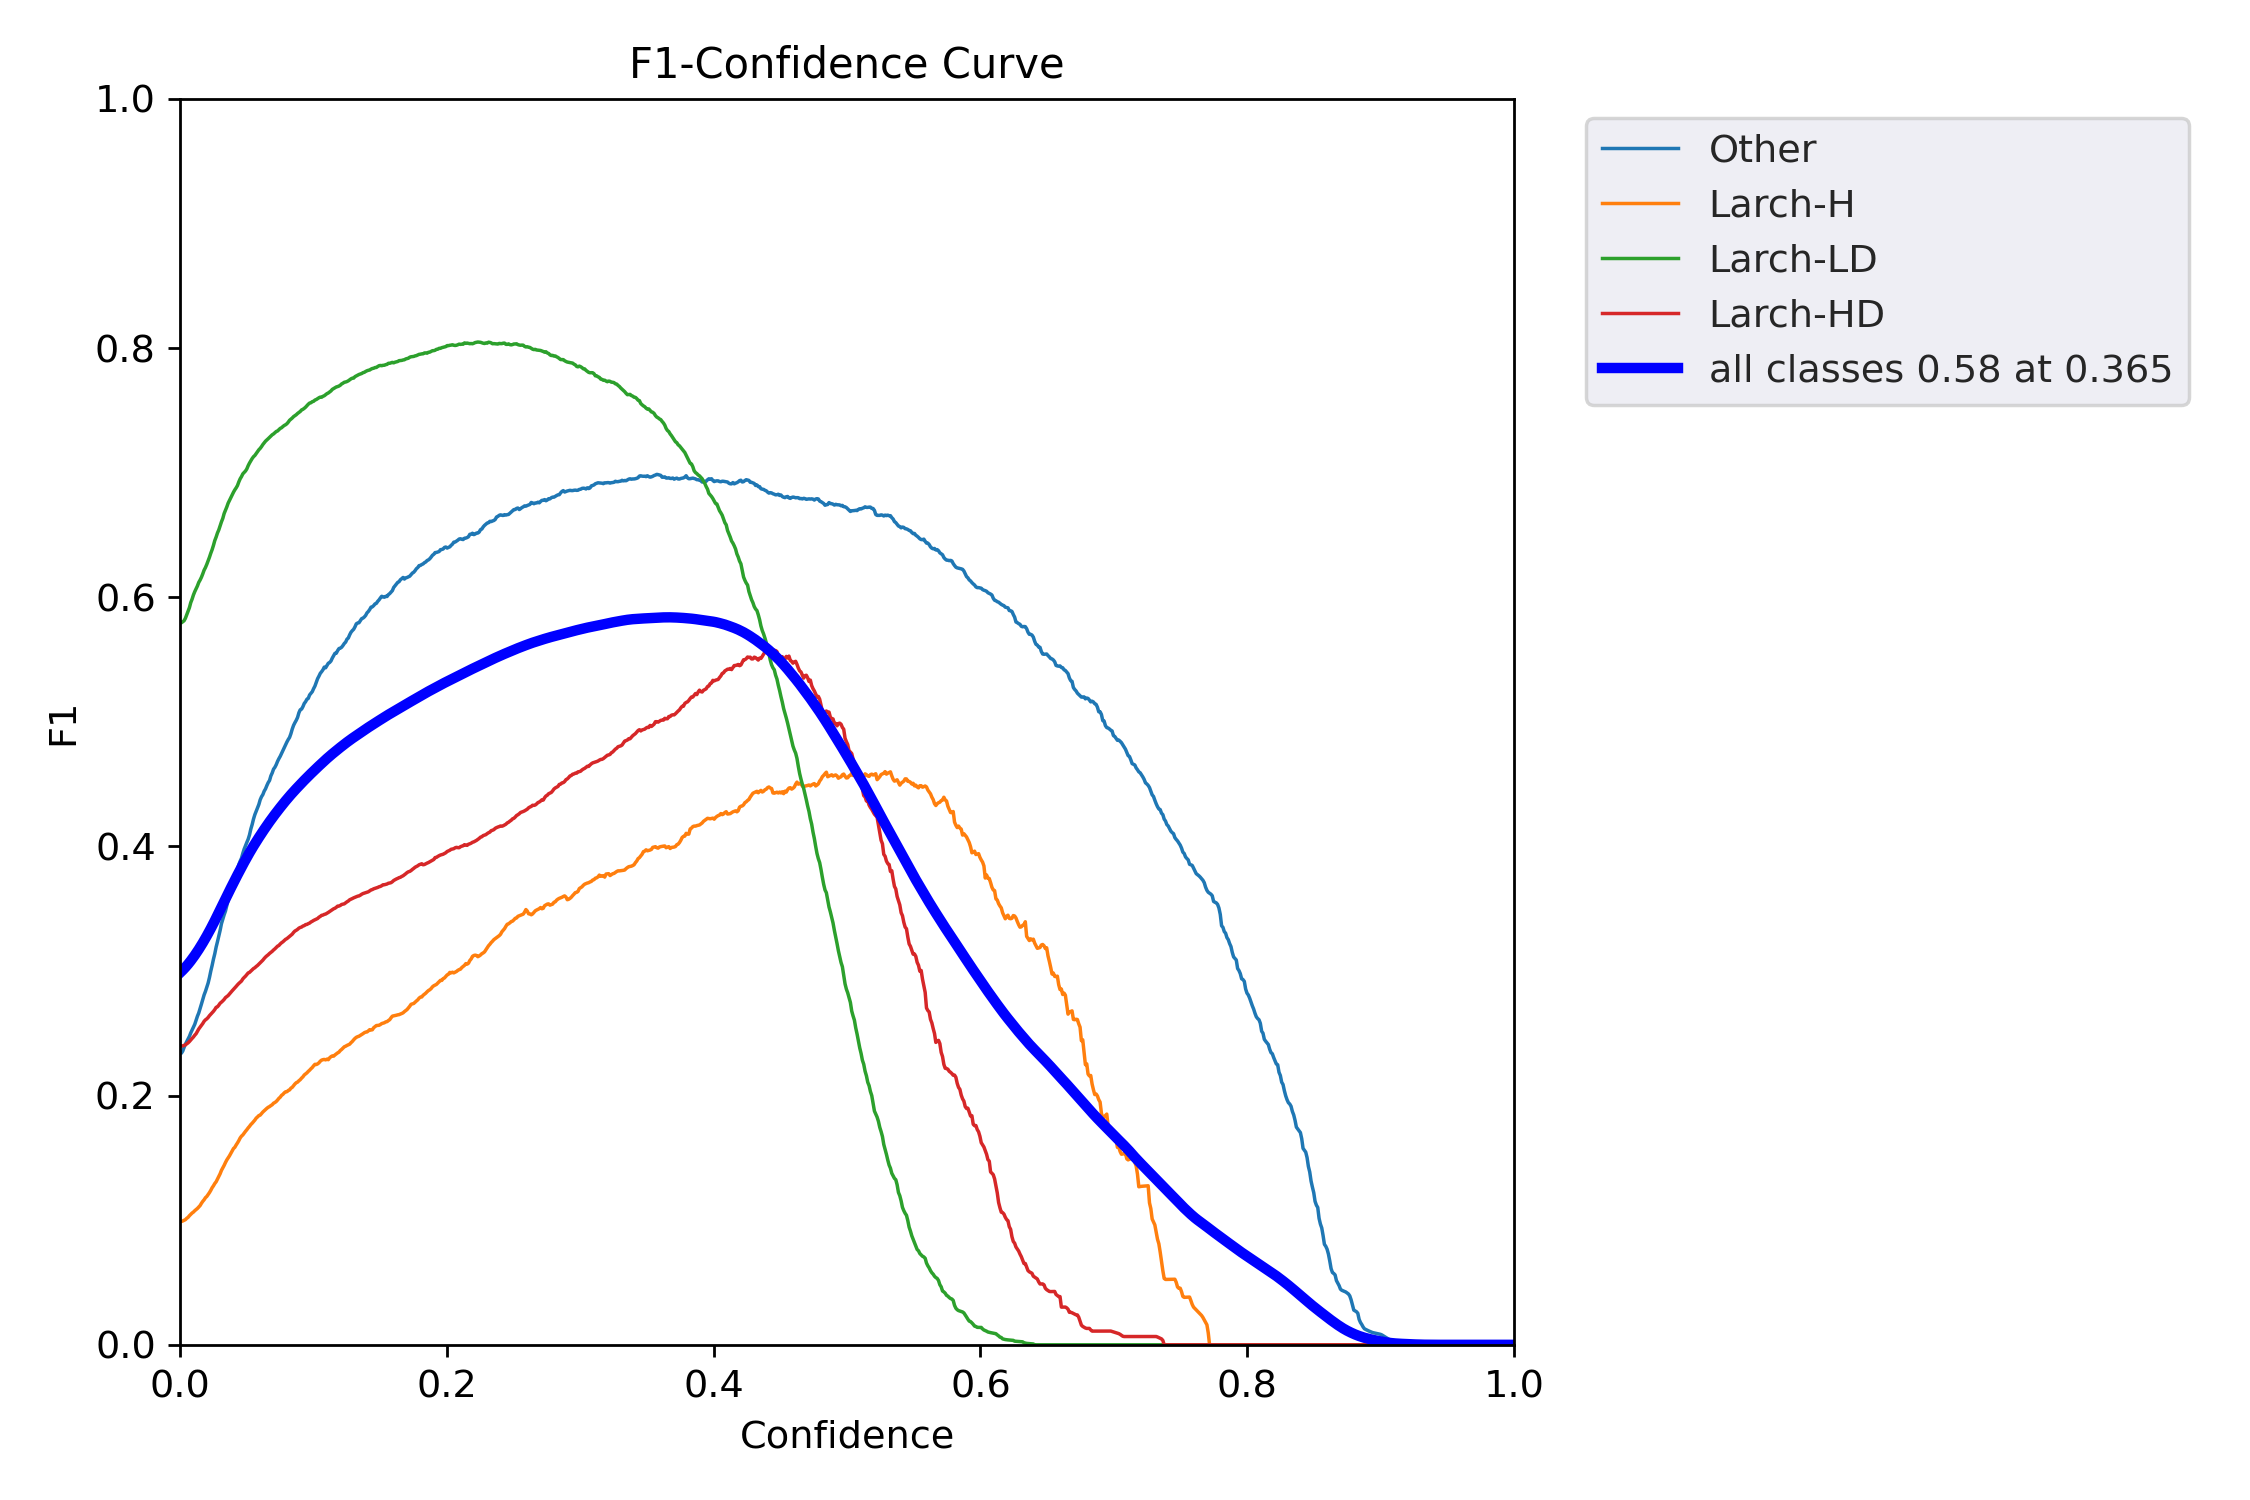 F1-Confidence Curve
1.0
0.8
0.6
0.4
0.2
0.0
F1
0.0 0.2 0.4 0.6 0.8 1.0
Confidence
Other
Larch-H
Larch-LD
Larch-HD
all classes 0.58 at 0.365